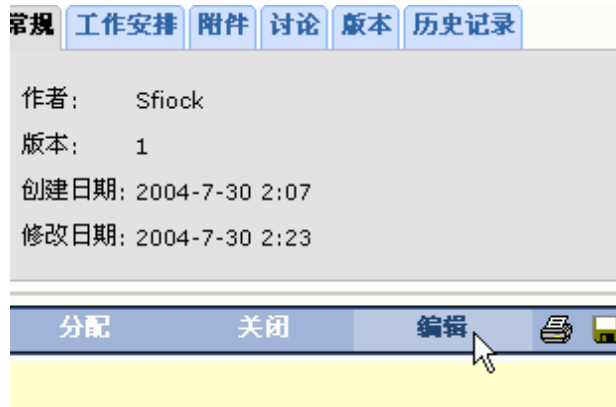 常规 工作安排 附件 讨论 版本 历史记录
作者: Sfiock
版本: 1
创建日期: 2004-7-30 2:07
修改日期: 2004-7-30 2:23
分配 关闭 编辑